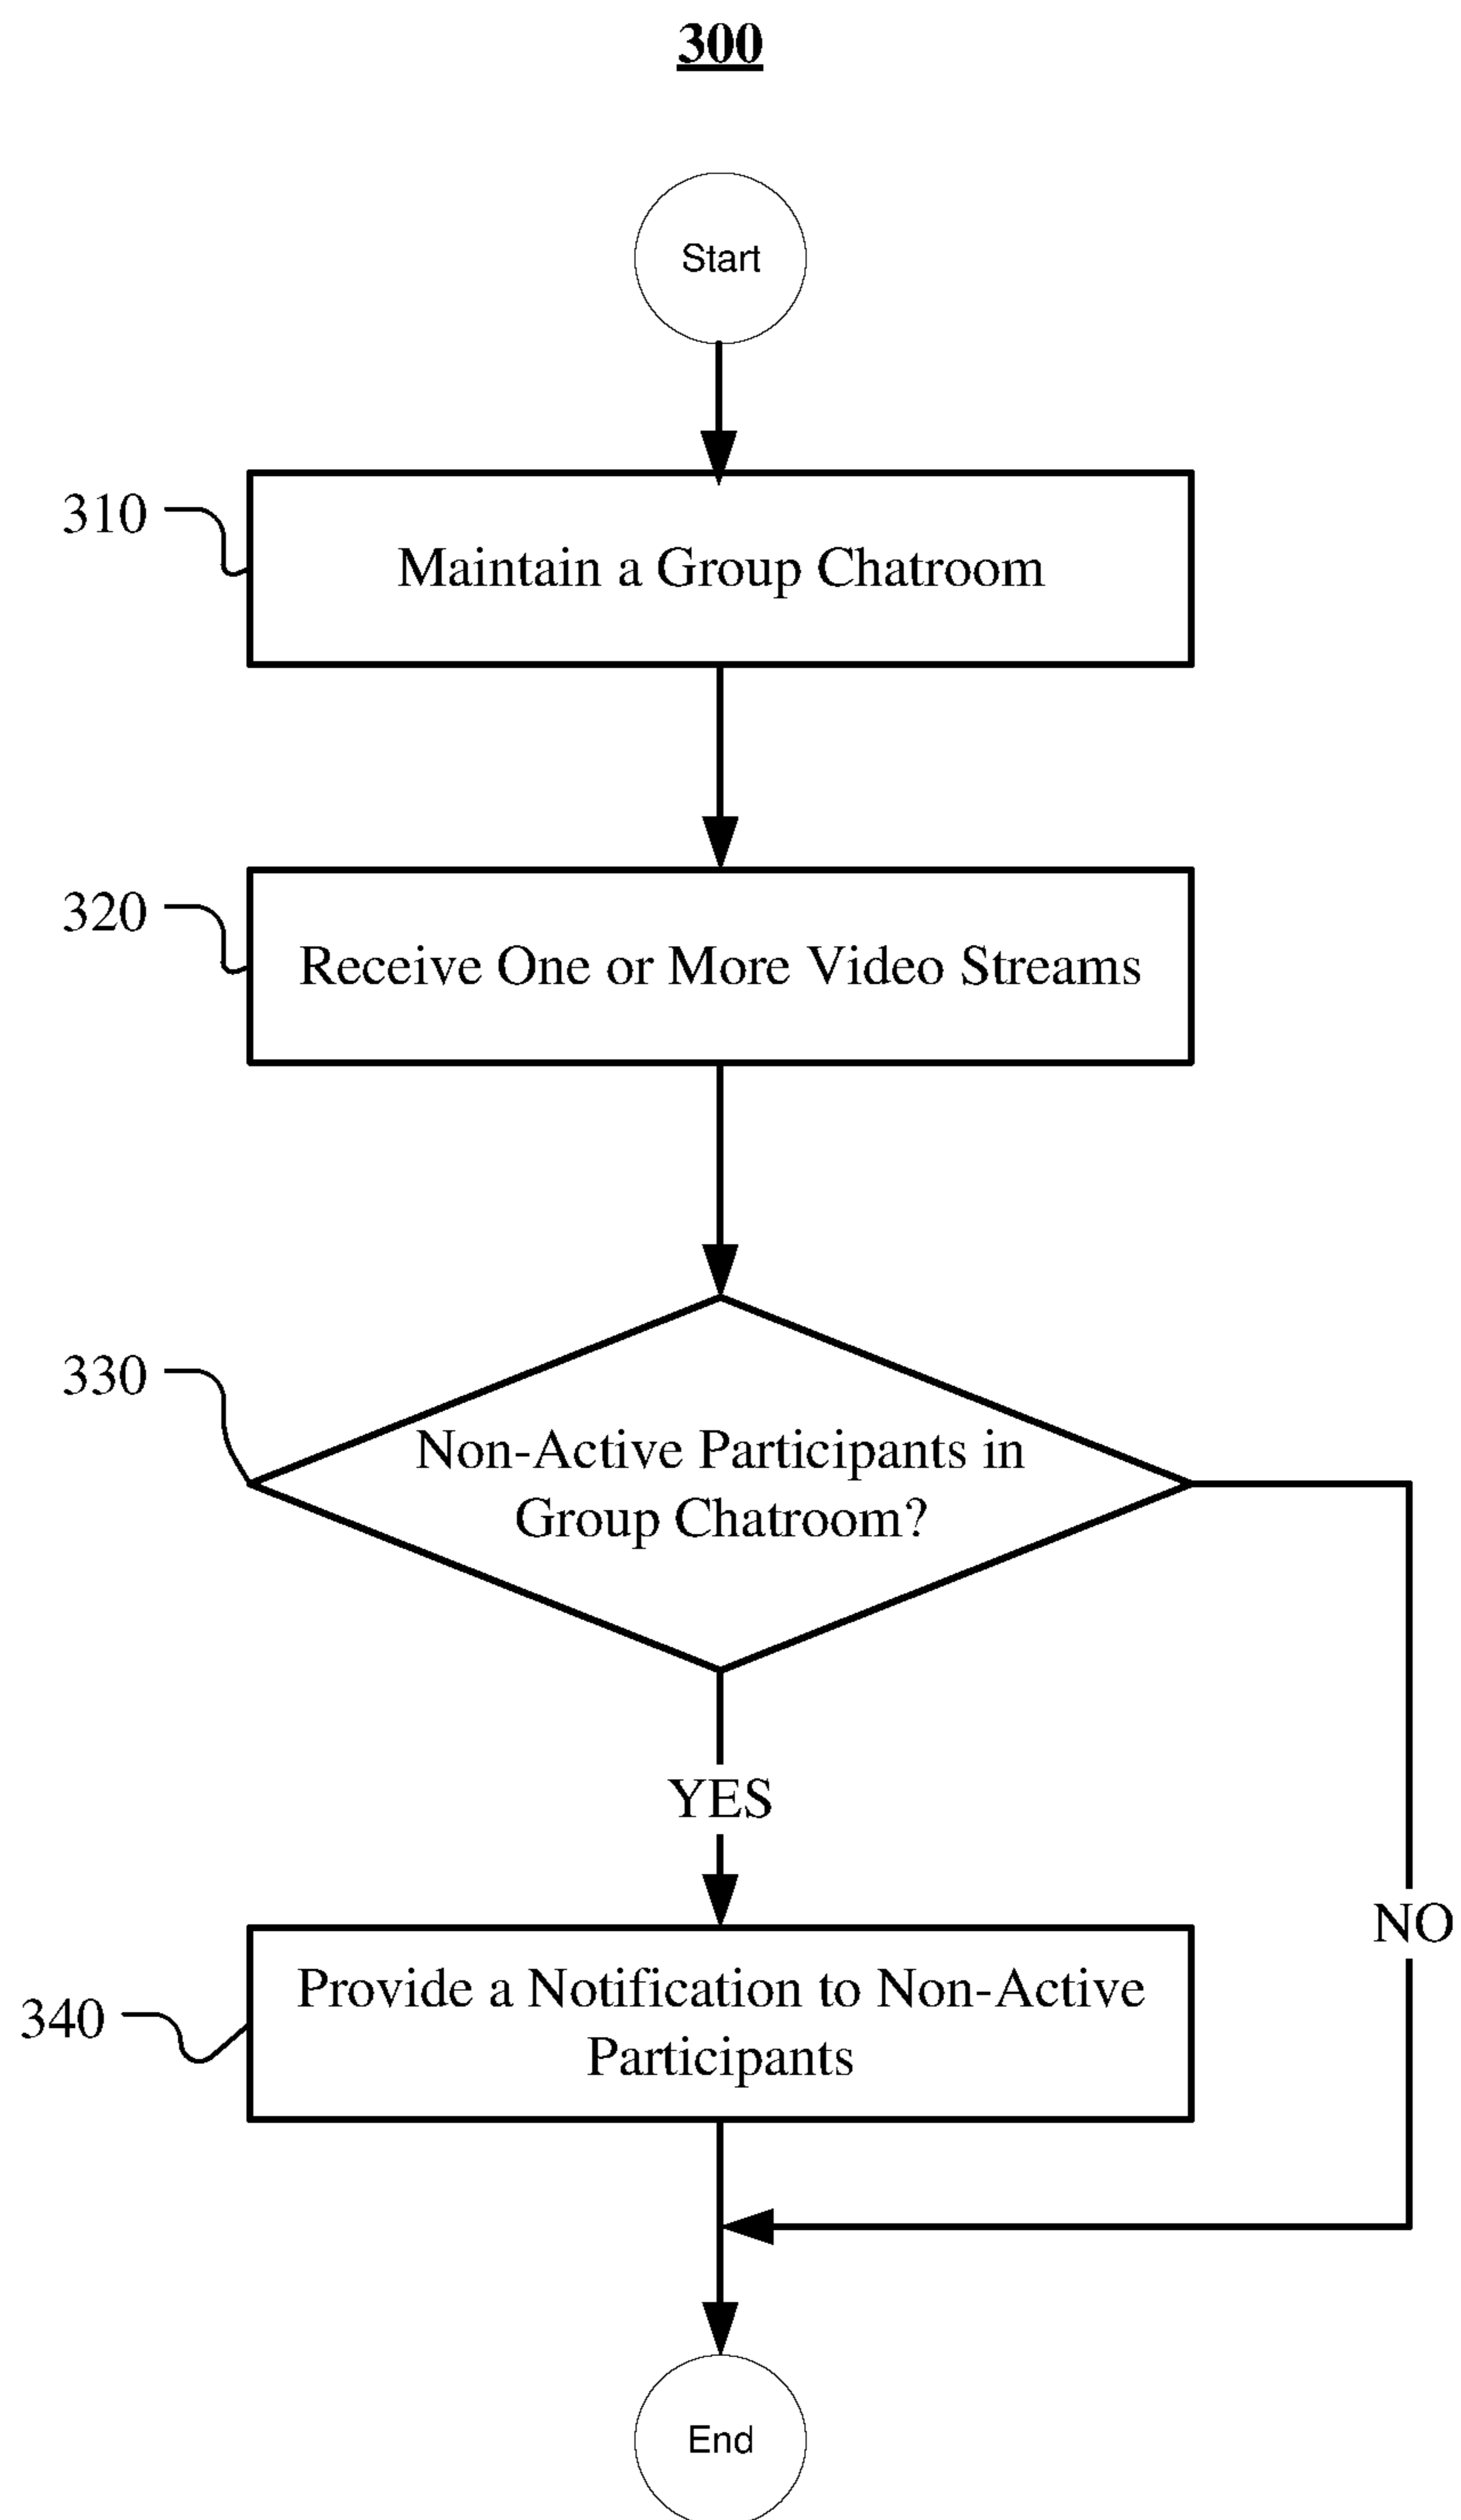 300
Start
310
Maintain a Group Chatroom
320
Receive One or More Video Streams
330
Non-Active Participants in
Group Chatroom?
YES
NO
340
Provide a Notification to Non-Active
Participants
End